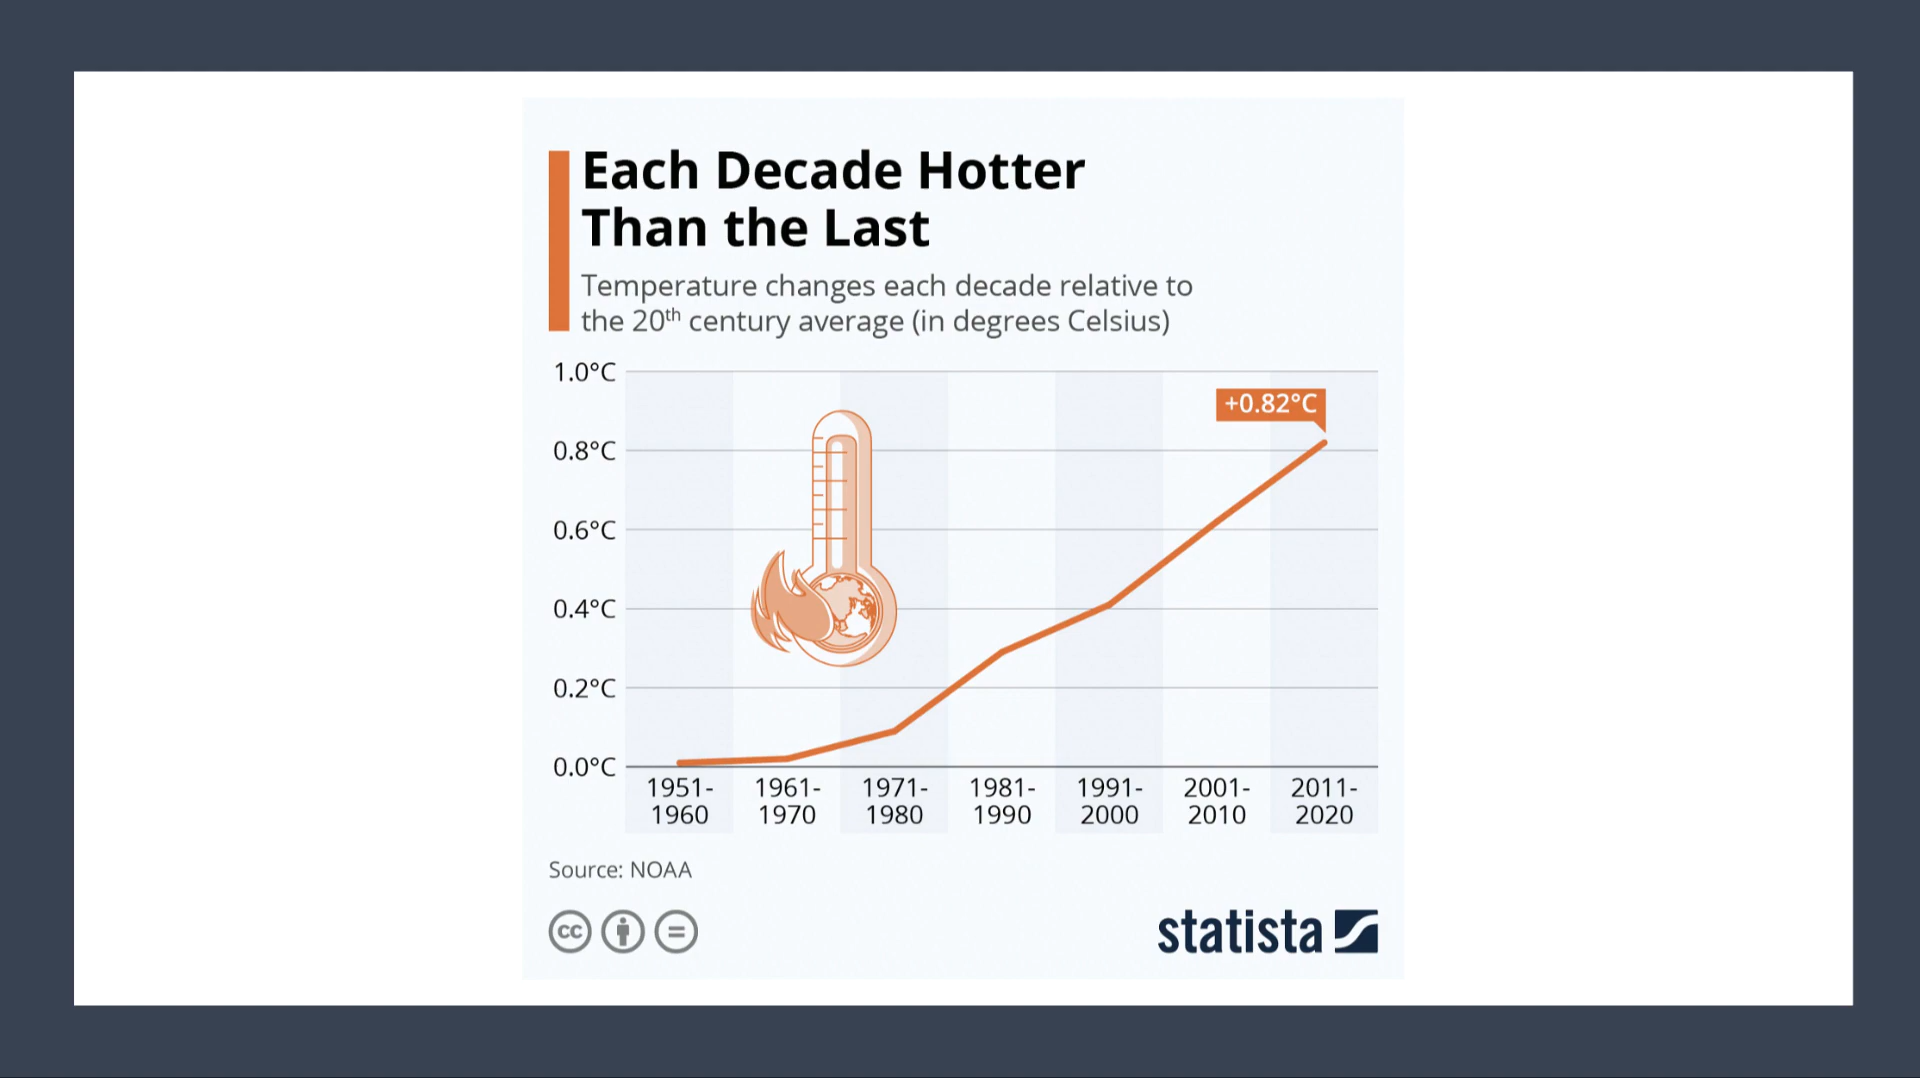 Each Decade Hotter
Than the Last
Temperature changes each decade relative to
the 20th century average (in degrees Celsius)
1.0°C
+0.82°C
0.8°C
0.6°C
0.4°C
0.2°C
0.0°C
1951- 1961- 1971- 1981- 1991- 2001- 2011-
1960 1970 1980 1990 2000 2010 2020
Source: NOAA
cc =
statista